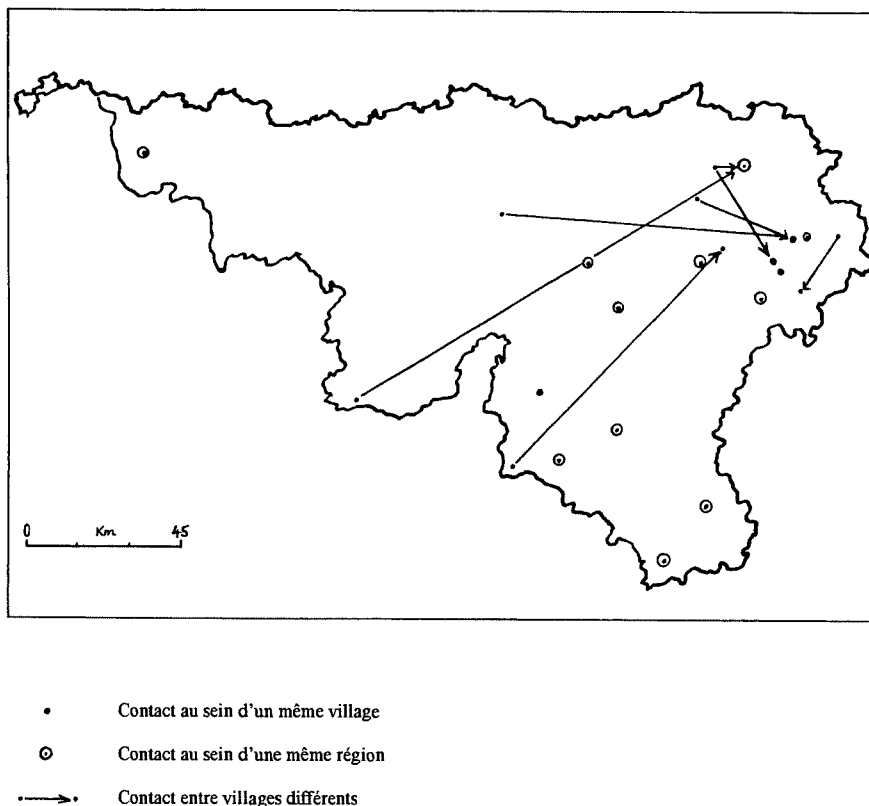 0 Km 45
Contact au sein d'un même village
Contact au sein d'une même région
Contact entre villages différents